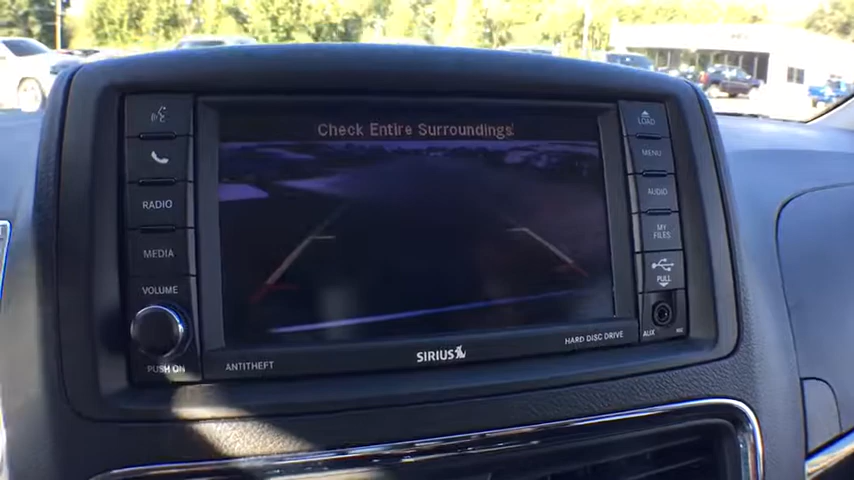 Check Entire Surroundings
LOAD
MENU
RADIO
AUDIO
MEDIA
MY
FILES
VOLUME
PULL
PUSH ON
ANTITHEFT
SIRIUS
HARD DISC DRIVE
AUX
MIC